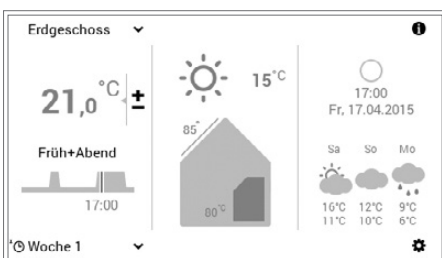 Erdgeschoss
21,0 °C ±
Früh+Abend
17:00
Woche 1
15°C
85°
80°C
17:00
Fr, 17.04.2015
Sa So Mo
16°C 12°C 9°C
11°C 10°C 6°C